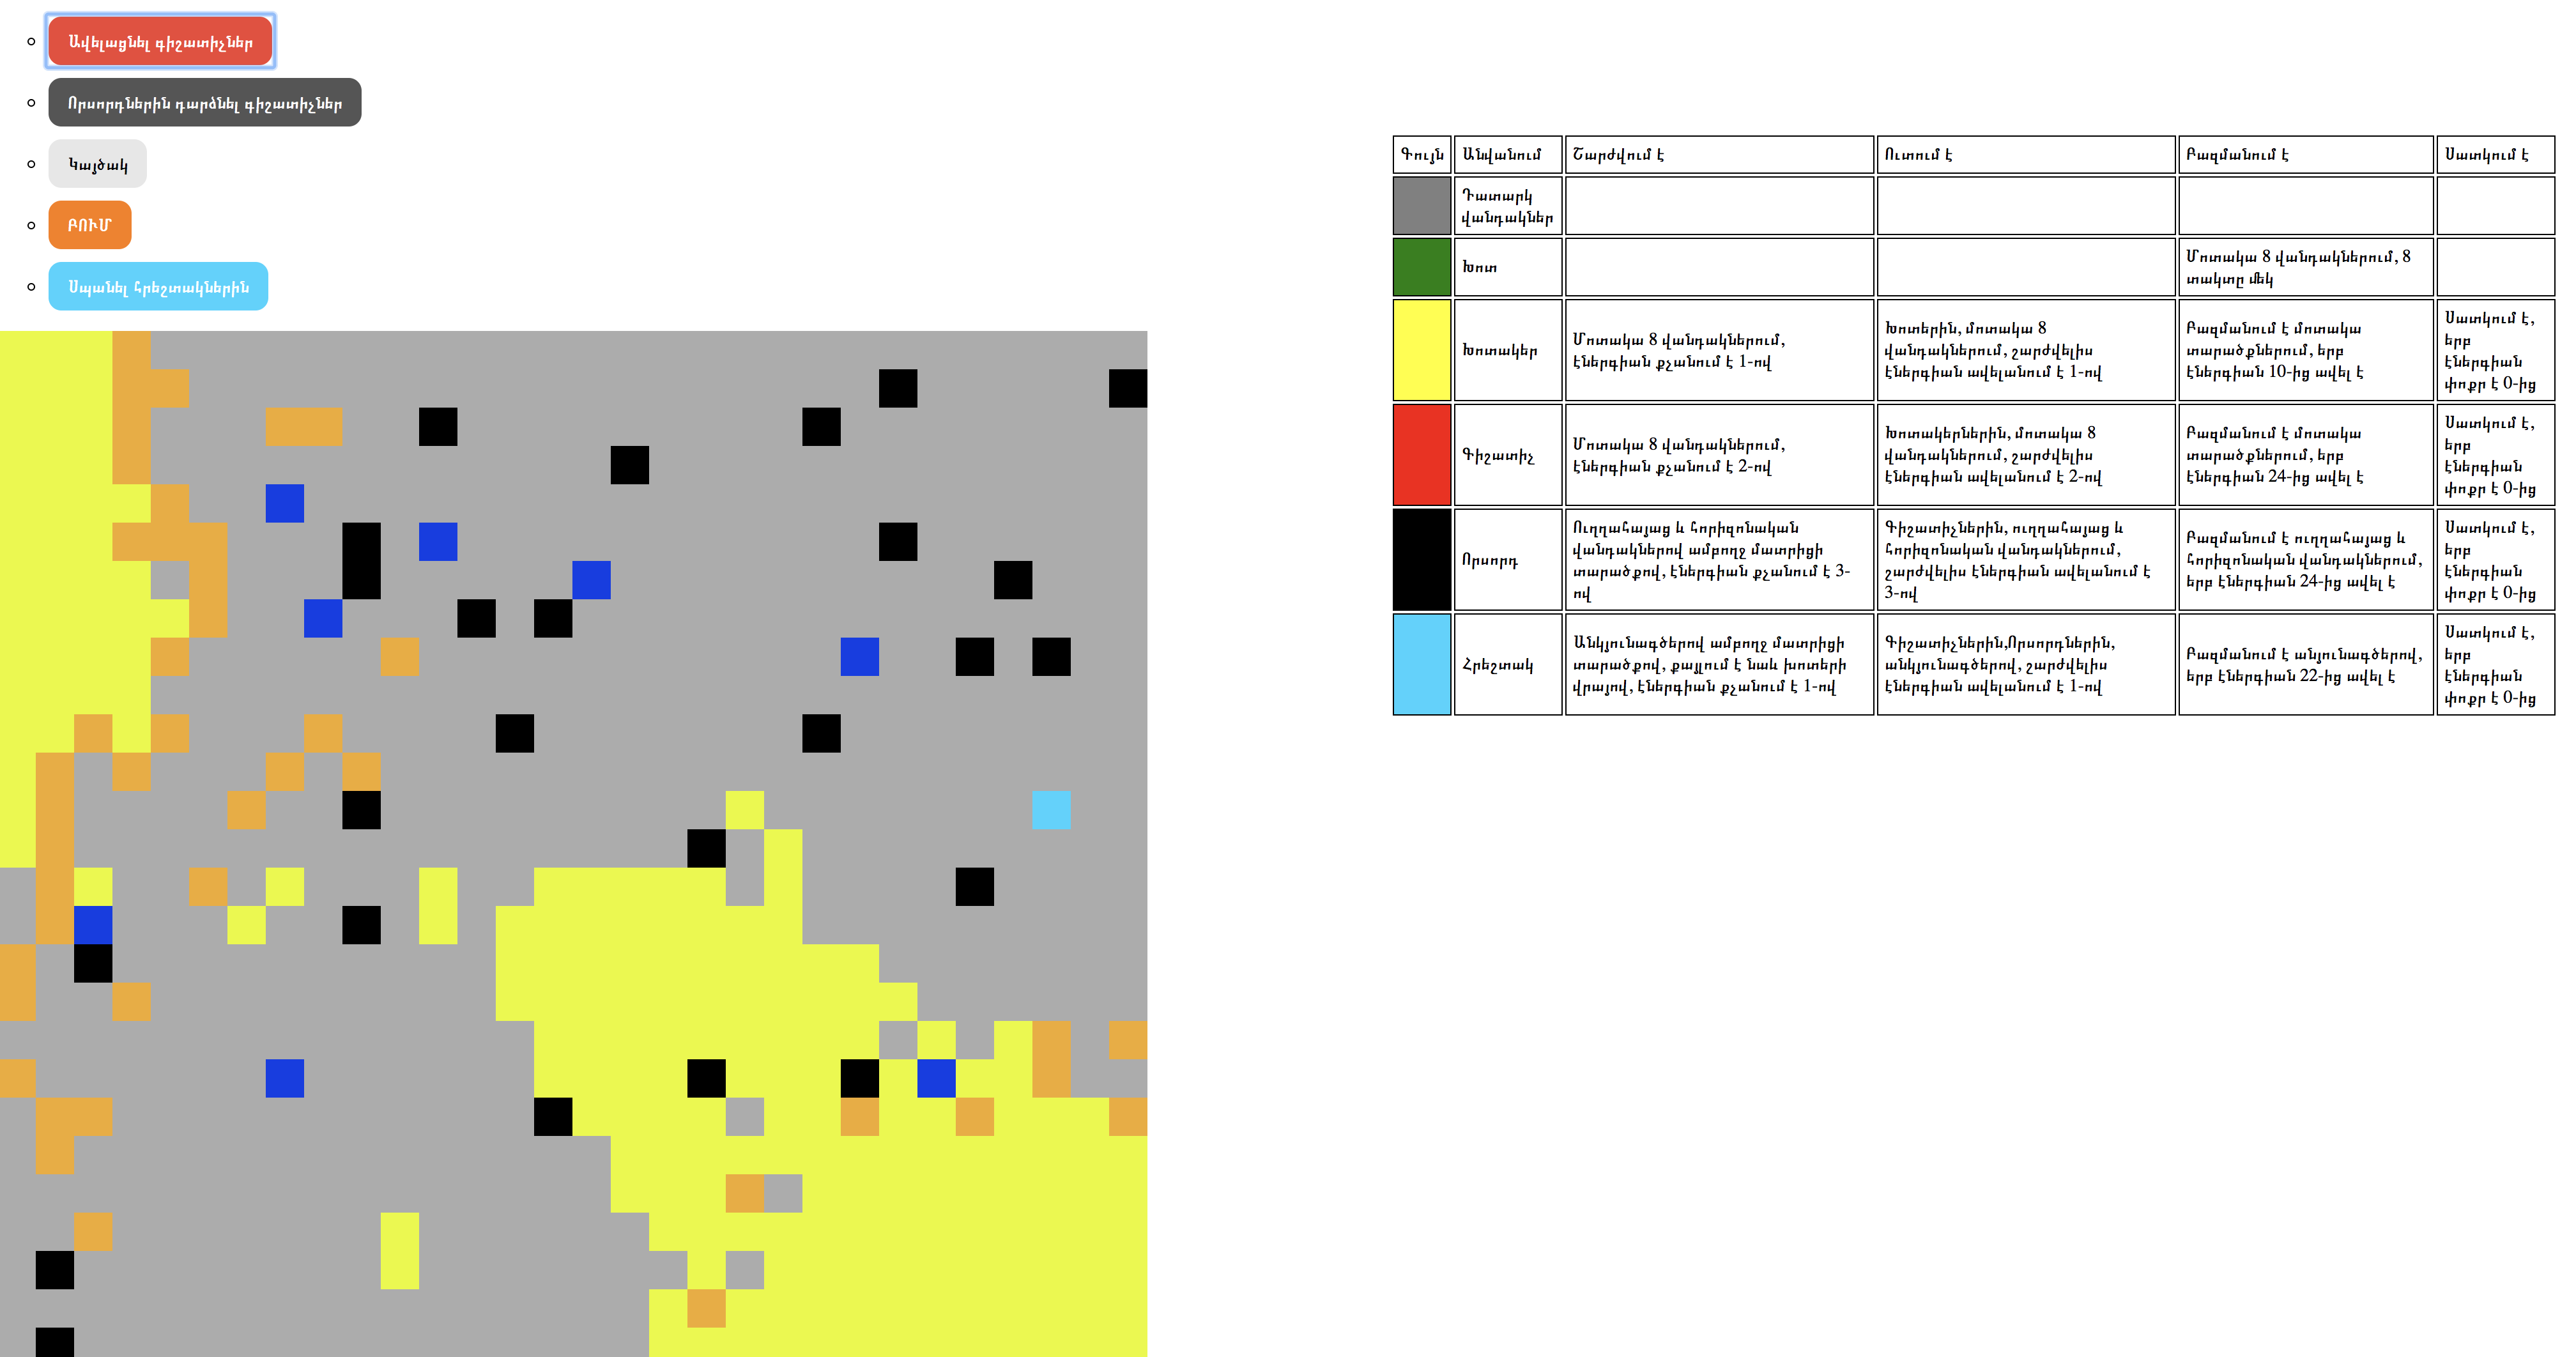 Ավելացնել գիշատիչներ
Որսորդներին դարձնել գիշատիչներ
Կայծակ
ԲՈՒՄ
Սպանել հրեշտակներին
Գույն Անվանում Շարժվում է Ուտում է Բազմանում է Սատկում է
Դատարկ
վանդակներ
Խոտ
Մոտակա 8 վանդակներում, 8
տակտը մեկ
Խոտակեր
Մոտակա 8 վանդակներում,
էներգիան քչանում է 1-ով
Խոտերին, մոտակա 8
վանդակներում, շարժվելիս
էներգիան ավելանում է 1-ով
Բազմանում է մոտակա
տարածքներում, երբ
էներգիան 10-ից ավել է
Սատկում է,
երբ
էներգիան
փոքր է 0-ից
Գիշատիչ
Մոտակա 8 վանդակներում,
էներգիան քչանում է 2-ով
Խոտակերներին, մոտակա 8
վանդակներում, շարժվելիս
էներգիան ավելանում է 2-ով
Բազմանում է մոտակա
տարածքներում, երբ
էներգիան 24-ից ավել է
Սատկում է,
երբ
էներգիան
փոքր է 0-ից
Որսորդ
Ուղղահայաց և հորիզոնական
վանդակներով ամբողջ մատրիցի
տարածքով, էներգիան քչանում է 3-
ով
Գիշատիչներին, ուղղահայաց և
հորիզոնական վանդակներում,
շարժվելիս էներգիան ավելանում է
3-ով
Բազմանում է ուղղահայաց և
հորիզոնական վանդակներում,
երբ էներգիան 24-ից ավել է
Սատկում է,
երբ
էներգիան
փոքր է 0-ից
Հրեշտակ
Անկյունագծերով ամբողջ մատրիցի
տարածքով, քայլում է նաև խոտերի
վրայով, էներգիան քչանում է 1-ով
Գիշատիչներին,Որսորդներին,
անկյունագծերով, շարժվելիս
էներգիան ավելանում է 1-ով
Բազմանում է անյունագծերով,
երբ էներգիան 22-ից ավել է
Սատկում է,
երբ
էներգիան
փոքր է 0-ից